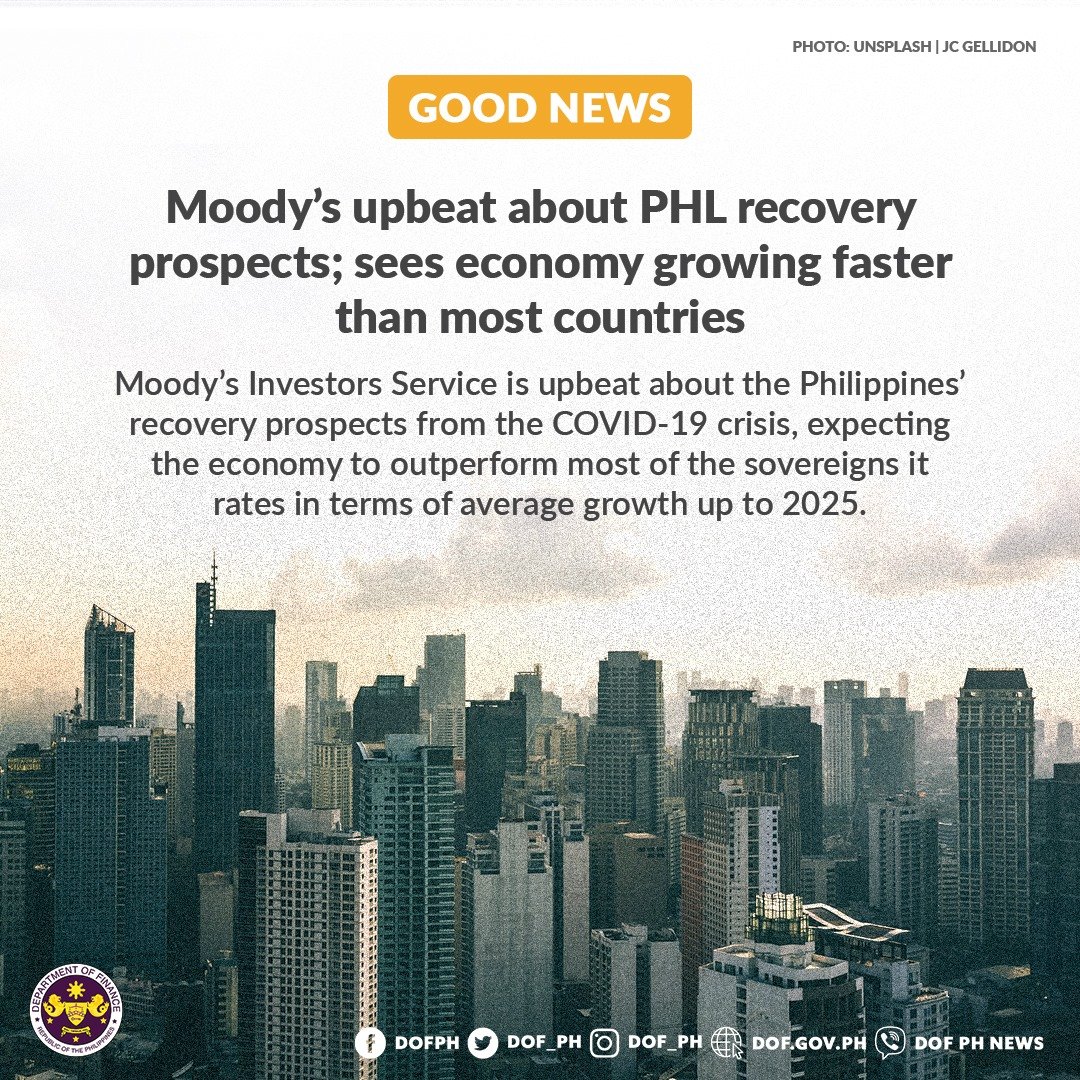 PHOTO: UNSPLASH | JC GELLIDON
GOOD NEWS
Moody's upbeat about PHL recovery
prospects; sees economy growing faster
than most countries
Moody's Investors Service is upbeat about the Philippines'
recovery prospects from the COVID-19 crisis, expecting
the economy to outperform most of the sovereigns it
rates in terms of average growth up to 2025.
DEPARTMENT OF FINANCE
REPUBLIC OF THE PHILIPPINES
DOFPH DOF_PH DOF_PH DOF.GOV.PH DOF PH NEWS